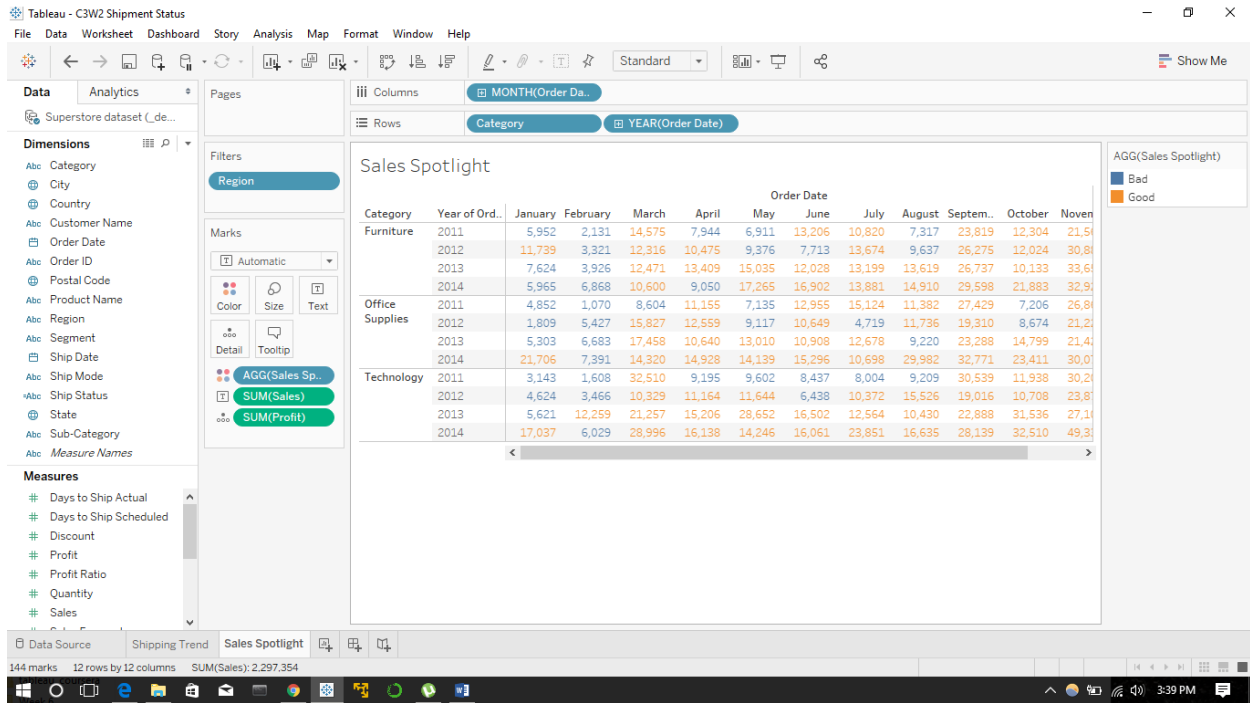 Tableau - C3W2 Shipment Status
File Data Worksheet Dashboard Story Analysis Map Format Window Help
Standard
Show Me
Data Analytics
Superstore dataset (_de...
Dimensions
Abc Category
City
Country
Abc Customer Name
Order Date
Abc Order ID
Postal Code
Abc Product Name
Abc Region
Abc Segment
Ship Date
Abc Ship Mode
Abc Ship Status
State
Abc Sub-Category
Abc Measure Names
Measures
# Days to Ship Actual
# Days to Ship Scheduled
# Discount
# Profit
# Profit Ratio
# Quantity
# Sales
Pages
Filters
Region
Marks
Automatic
Color Size Text
Detail Tooltip
AGG(Sales Sp..
SUM(Sales)
SUM(Profit)
Columns MONTH(Order Da..
Rows Category YEAR(Order Date)
Sales Spotlight
Order Date
Category Year of Ord.. January February March April May June July August Septem.. October Noven
Furniture 2011 5,952 2,131 14,575 7,944 6,911 13,206 10,820 7,317 23,819 12,304
2012 11,739 3,321 12,316 10,475 9,376 7,713 13,674 9,637 26,275 12,024
2013 7,624 3,926 12,471 13,409 15,035 12,028 13,199 13,619 26,737 10,133
2014 5,965 6,868 10,600 9,050 17,265 16,902 13,881 14,910 29,598 21,883
Office Supplies 2011 4,852 1,070 8,604 11,155 7,135 12,955 15,124 11,382 27,429 7,206
2012 1,809 5,427 15,827 12,559 9,117 10,649 4,719 11,736 19,310 8,674
2013 5,303 6,683 17,458 10,640 13,010 10,908 12,678 9,220 23,288 14,799
2014 21,706 7,391 14,320 14,928 14,139 15,296 10,698 29,982 32,771 23,411
Technology 2011 3,143 1,608 32,510 9,195 9,602 8,437 8,004 9,209 30,539 11,938
2012 4,624 3,466 10,329 11,164 11,644 6,438 10,372 15,526 19,016 10,708
2013 5,621 12,259 21,257 15,206 28,652 16,502 12,564 10,430 22,888 31,536
2014 17,037 6,029 28,996 16,138 14,246 16,061 23,851 16,635 28,139 32,510
AGG(Sales Spotlight)
Bad
Good
Data Source Shipping Trend Sales Spotlight
144 marks 12 rows by 12 columns SUM(Sales): 2,297,354
3:39 PM